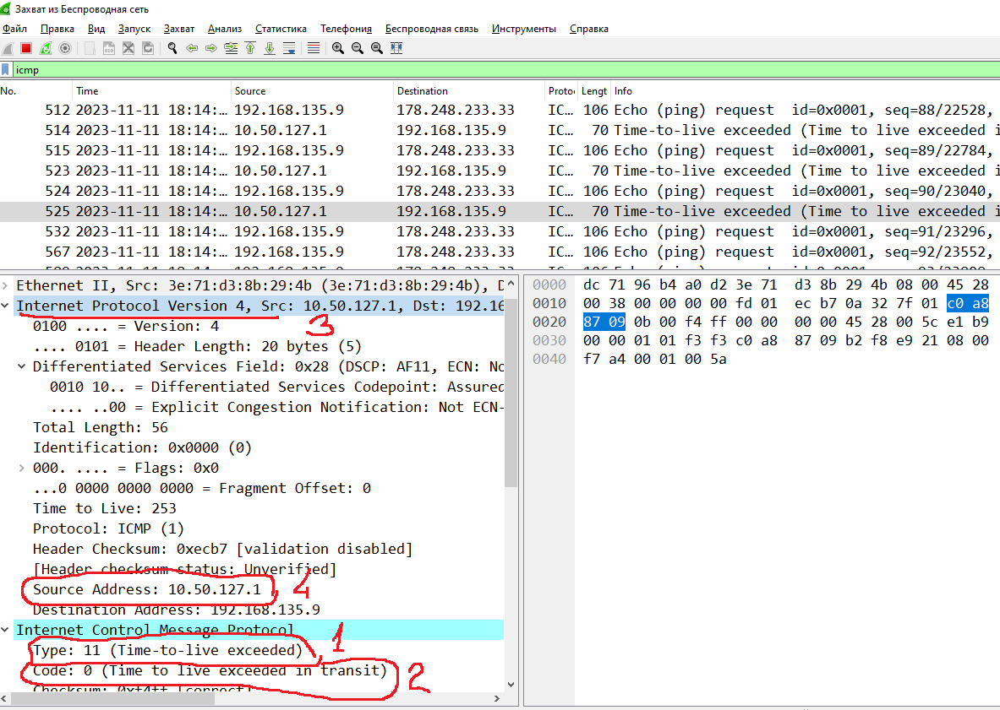 Захват из Беспроводная сеть
Файл Правка Вид Запуск Захват Анализ Статистика Телефония Беспроводная связь Инструменты Справка
icmp
No. Time Source Destination Proto Lengt Info
512 2023-11-11 18:14:… 192.168.135.9 178.248.233.33 IC… 106 Echo (ping) request id=0x0001, seq=88/22528,
514 2023-11-11 18:14:… 10.50.127.1 192.168.135.9 IC… 70 Time-to-live exceeded (Time to live exceeded i
515 2023-11-11 18:14:… 192.168.135.9 178.248.233.33 IC… 106 Echo (ping) request id=0x0001, seq=89/22784,
523 2023-11-11 18:14:… 10.50.127.1 192.168.135.9 IC… 70 Time-to-live exceeded (Time to live exceeded i
524 2023-11-11 18:14:… 192.168.135.9 178.248.233.33 IC… 106 Echo (ping) request id=0x0001, seq=90/23040,
525 2023-11-11 18:14:… 10.50.127.1 192.168.135.9 IC… 70 Time-to-live exceeded (Time to live exceeded i
532 2023-11-11 18:14:… 192.168.135.9 178.248.233.33 IC… 106 Echo (ping) request id=0x0001, seq=91/23296,
567 2023-11-11 18:14:… 192.168.135.9 178.248.233.33 IC… 106 Echo (ping) request id=0x0001, seq=92/23552,
Ethernet II, Src: 3e:71:d3:8b:29:4b (3e:71:d3:8b:29:4b), D
Internet Protocol Version 4, Src: 10.50.127.1, Dst: 192.16
3
0100 .... = Version: 4
.... 0101 = Header Length: 20 bytes (5)
Differentiated Services Field: 0x28 (DSCP: AF11, ECN: No
0010 10.. = Differentiated Services Codepoint: Assured
.... ..00 = Explicit Congestion Notification: Not ECN-
Total Length: 56
Identification: 0x0000 (0)
000. .... = Flags: 0x0
...0 0000 0000 0000 = Fragment Offset: 0
Time to Live: 253
Protocol: ICMP (1)
Header Checksum: 0xecb7 [validation disabled]
[Header checksum status: Unverified]
Source Address: 10.50.127.1
4
Destination Address: 192.168.135.9
Internet Control Message Protocol
1
Type: 11 (Time-to-live exceeded)
Code: 0 (Time to live exceeded in transit)
2
Checksum: 0xf4ff [correct]
0000 dc 71 96 b4 a0 d2 3e 71 d3 8b 29 4b 08 00 45 28
0010 00 38 00 00 00 00 fd 01 ec b7 0a 32 7f 01 c0 a8
0020 87 09 0b 00 f4 ff 00 00 00 00 45 28 00 5c e1 b9
0030 00 00 01 01 f3 f3 c0 a8 87 09 b2 f8 e9 21 08 00
0040 f7 a4 00 01 00 5a